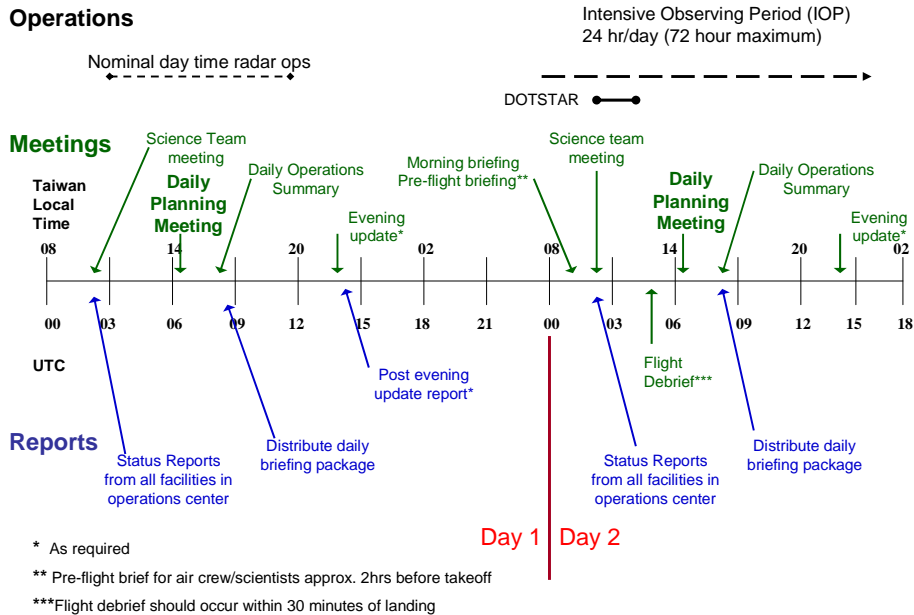 Operations
Intensive Observing Period (IOP)
24 hr/day (72 hour maximum)
Nominal day time radar ops
DOTSTAR
Meetings
Science Team
meeting
Daily
Planning
Meeting
Daily Operations
Summary
Evening
update*
Morning briefing
Pre-flight briefing**
Science team
meeting
Daily
Planning
Meeting
Daily Operations
Summary
Evening
update*
Taiwan
Local
Time
08 14 20 02 08 14 20 02
00 03 06 09 12 15 18 21 00 03 06 09 12 15 18
UTC
Flight
Debrief***
Post evening
update report*
Reports
Status Reports
from all facilities in
operations center
Distribute daily
briefing package
Status Reports
from all facilities in
operations center
Distribute daily
briefing package
Day 1 Day 2
* As required
** Pre-flight brief for air crew/scientists approx. 2hrs before takeoff
***Flight debrief should occur within 30 minutes of landing